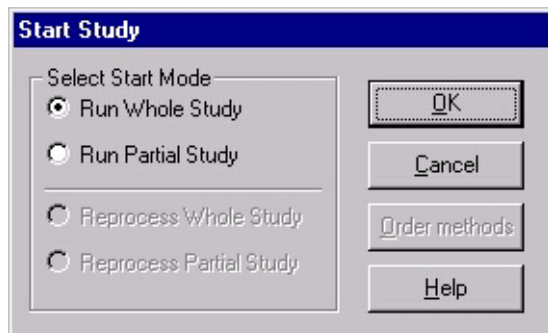 Start Study
Select Start Mode
Run Whole Study
Run Partial Study
Reprocess Whole Study
Reprocess Partial Study
OK
Cancel
Order methods
Help